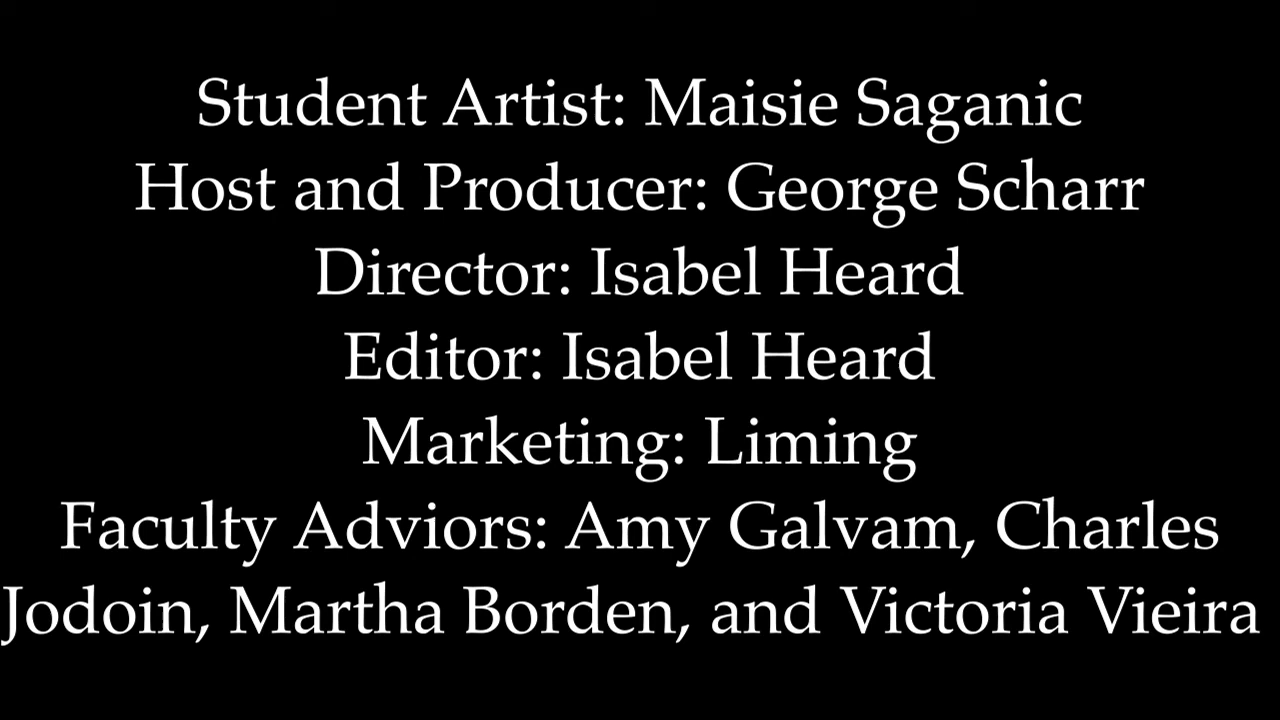 Student Artist: Maisie Saganic
Host and Producer: George Scharr
Director: Isabel Heard
Editor: Isabel Heard
Marketing: Liming
Faculty Adviors: Amy Galvam, Charles
Jodoin, Martha Borden, and Victoria Vieira